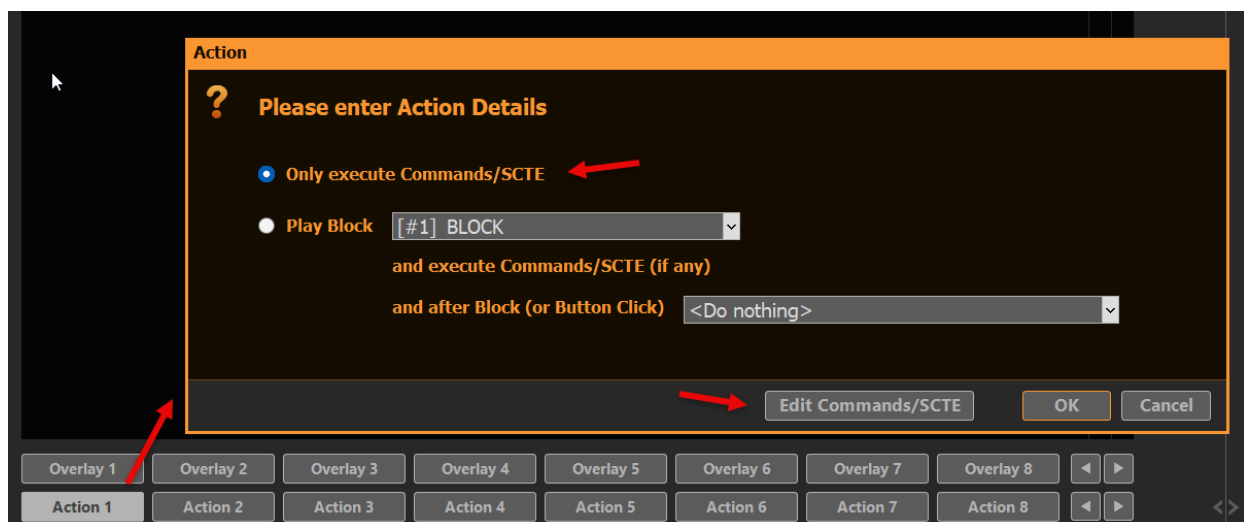 Action
? Please enter Action Details
Only execute Commands/SCTE
Play Block [#1] BLOCK
and execute Commands/SCTE (if any)
and after Block (or Button Click) <Do nothing>
Edit Commands/SCTE OK Cancel
Overlay 1 Overlay 2 Overlay 3 Overlay 4 Overlay 5 Overlay 6 Overlay 7 Overlay 8
Action 1 Action 2 Action 3 Action 4 Action 5 Action 6 Action 7 Action 8